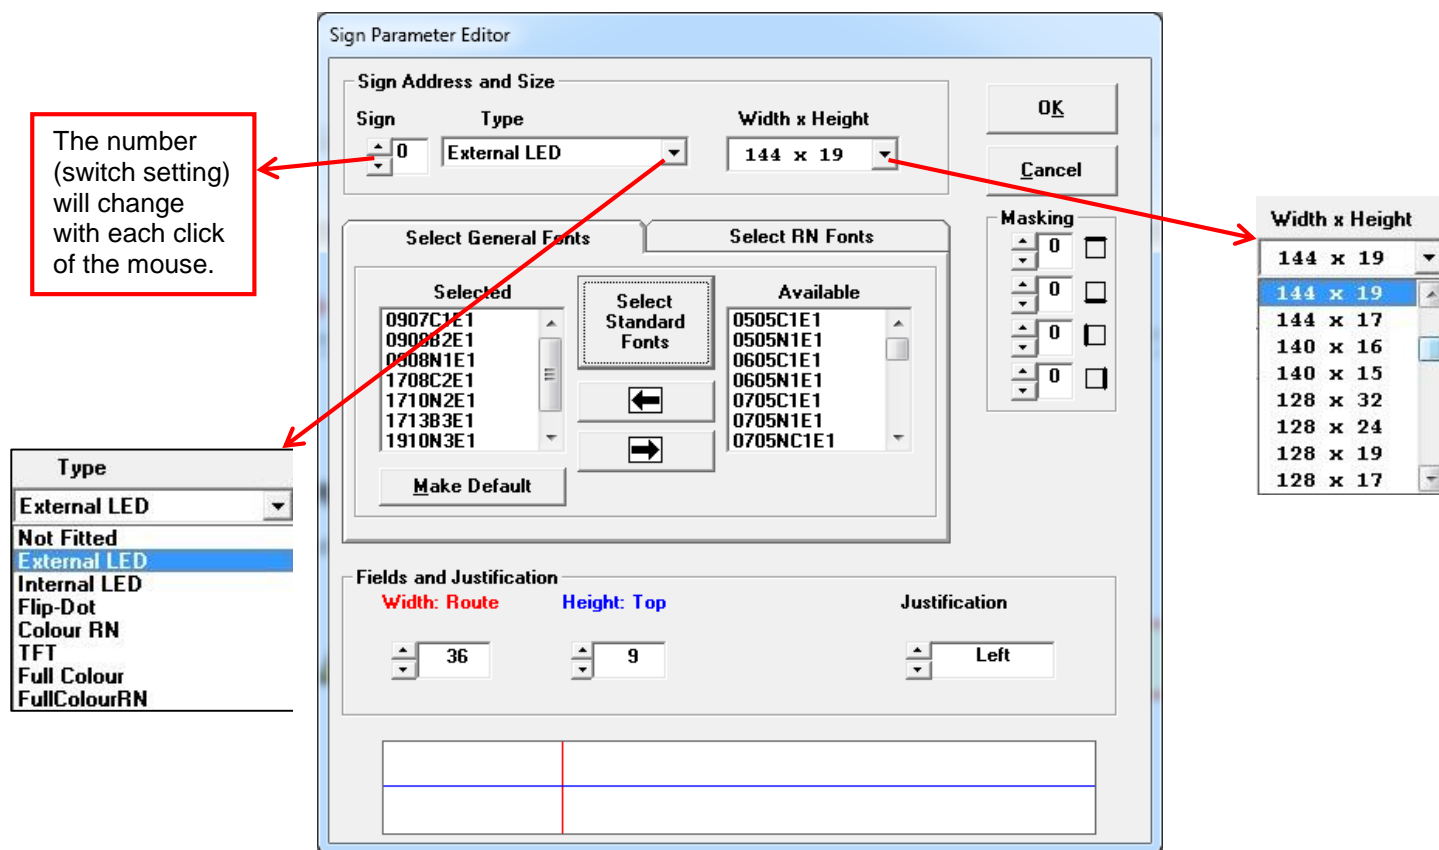 Sign Parameter Editor
Sign Address and Size
Sign Type Width x Height
0 External LED 144 x 19
OK
Cancel
The number
(switch setting)
will change
with each click
of the mouse.
Select General Fonts Select RN Fonts
Selected
0907C1E1
0908B2E1
0908N1E1
1708C2E1
1710N2E1
1713B3E1
1910N3E1
Make Default
Select
Standard
Fonts
Available
0505C1E1
0505N1E1
0605C1E1
0605N1E1
0705C1E1
0705N1E1
0705NC1E1
Masking
0
0
0
0
Width x Height
144 x 19
144 x 19
144 x 17
140 x 16
140 x 15
128 x 32
128 x 24
128 x 19
128 x 17
Type
External LED
Not Fitted
External LED
Internal LED
Flip-Dot
Colour RN
TFT
Full Colour
FullColourRN
Fields and Justification
Width: Route Height: Top Justification
36 9 Left